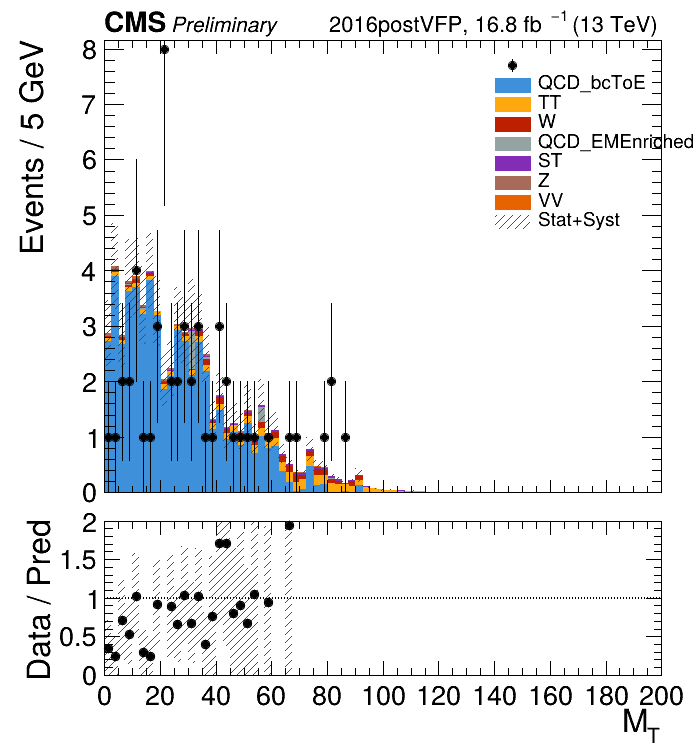 CMS Preliminary 2016postVFP, 16.8 fb⁻¹ (13 TeV)
Events / 5 GeV
8
7
6
5
4
3
2
1
0
QCD_bcToE
TT
W
QCD_EMEnriched
ST
Z
VV
Stat+Syst
Data / Pred
2
1.5
1
0.5
0
0 20 40 60 80 100 120 140 160 180 200
M_T